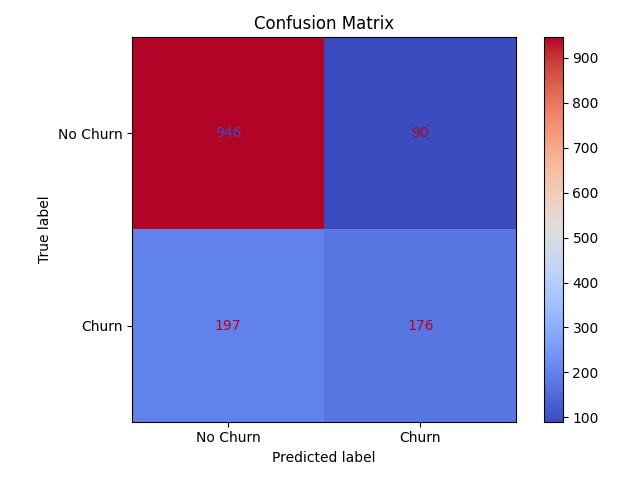 Confusion Matrix
No Churn
946
90
Churn
197
176
No Churn
Churn
Predicted label
True label
900
800
700
600
500
400
300
200
100